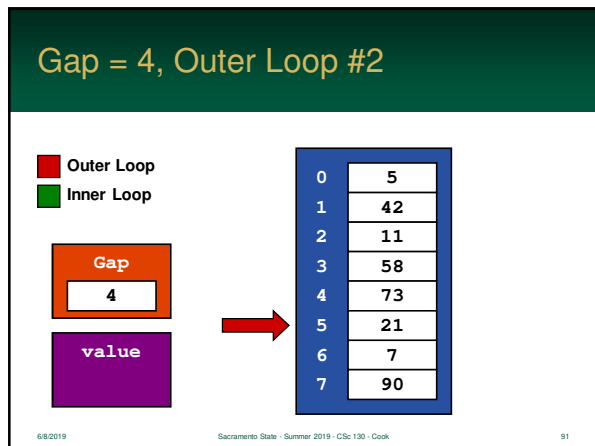 Gap = 4, Outer Loop #2
Outer Loop
Inner Loop
Gap
4
value
0 5
1 42
2 11
3 58
4 73
5 21
6 7
7 90
6/8/2019 Sacramento State - Summer 2019 - CSc 130 - Cook 91